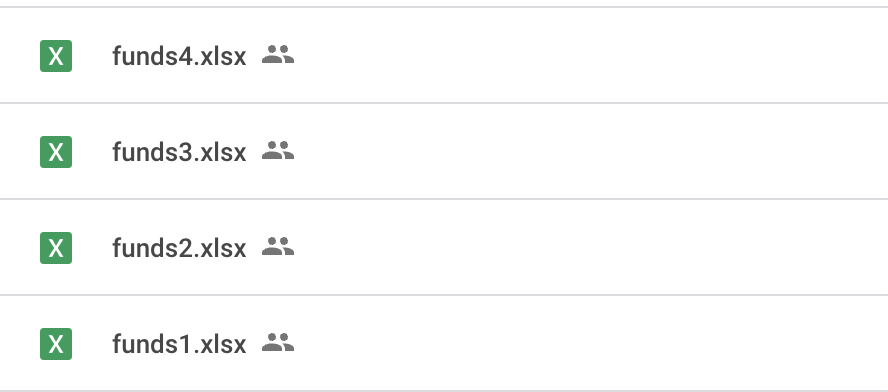 X funds4.xlsx
X funds3.xlsx
X funds2.xlsx
X funds1.xlsx